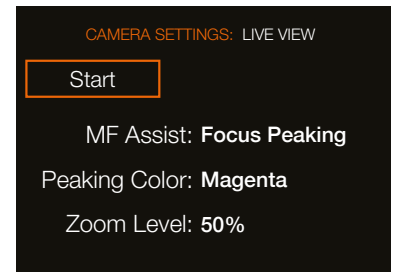 CAMERA SETTINGS: LIVE VIEW
Start
MF Assist: Focus Peaking
Peaking Color: Magenta
Zoom Level: 50%